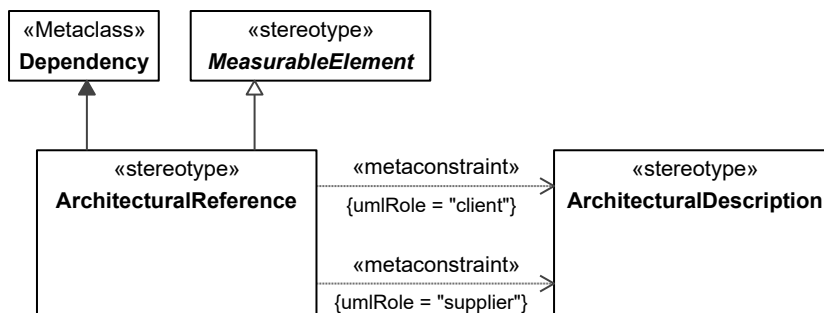 «Metaclass»
Dependency
«stereotype»
MeasurableElement
«stereotype»
ArchitecturalReference
«metaconstraint»
{umlRole = "client"}
«metaconstraint»
{umlRole = "supplier"}
«stereotype»
ArchitecturalDescription